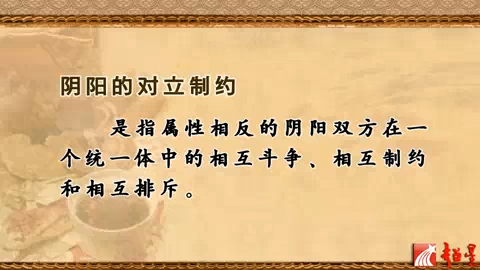 阴阳的对立制约
是指属性相反的阴阳双方在一
个统一体中的相互斗争、相互制约
和相互排斥。
超星